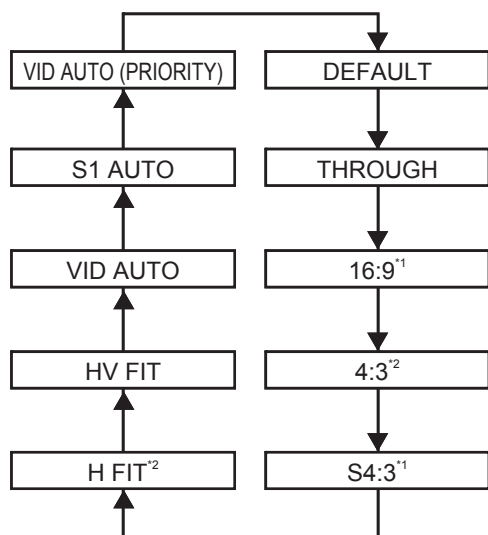 VID AUTO (PRIORITY)
DEFAULT
S1 AUTO
THROUGH
VID AUTO
16:9*1
HV FIT
4:3*2
H FIT*2
S4:3*1